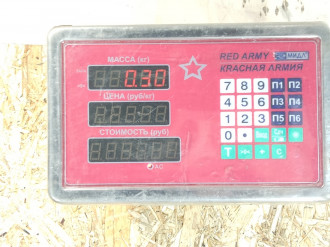 МАССА (кг)
0.30
RED ARMY МИДЛ
КРАСНАЯ АРМИЯ
ЦЕНА (руб/кг)
СТОИМОСТЬ (руб)
7 8 9 П1 П2
4 5 6 П3 П4
1 2 3 П5 П6
0 •
T C